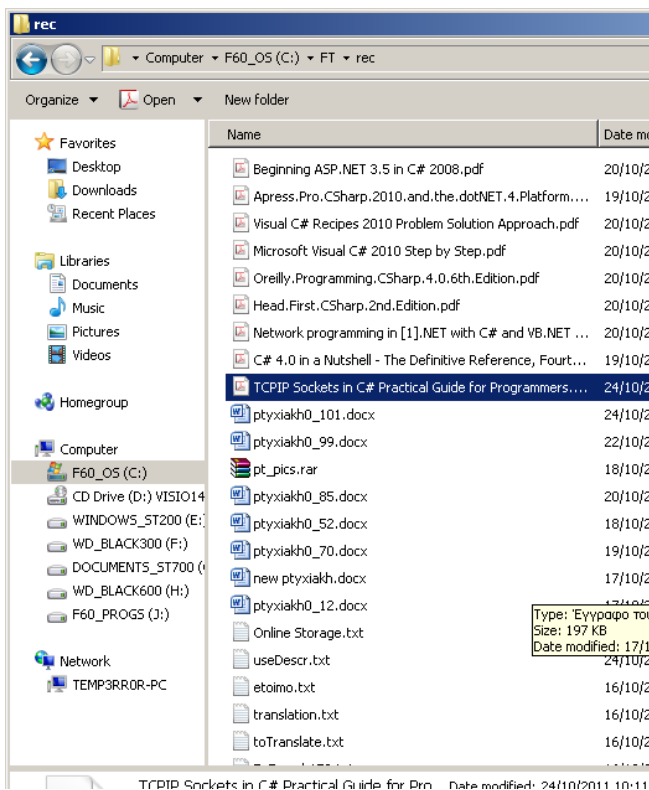 rec
Computer F60_OS (C:) FT rec
Organize Open New folder
Favorites
Desktop
Downloads
Recent Places
Libraries
Documents
Music
Pictures
Videos
Homegroup
Computer
F60_OS (C:)
CD Drive (D:) VISIO14
WINDOWS_ST200 (E:
WD_BLACK300 (F:)
DOCUMENTS_ST700 (
WD_BLACK600 (H:)
F60_PROGS (J:)
Network
TEMP3RR0R-PC
Name Date mo
Beginning ASP.NET 3.5 in C# 2008.pdf 20/10/2
Apress.Pro.CSharp.2010.and.the.dotNET.4.Platform.... 19/10/2
Visual C# Recipes 2010 Problem Solution Approach.pdf 20/10/2
Microsoft Visual C# 2010 Step by Step.pdf 20/10/2
Oreilly.Programming.CSharp.4.0.6th.Edition.pdf 20/10/2
Head.First.CSharp.2nd.Edition.pdf 20/10/2
Network programming in [1].NET with C# and VB.NET ... 20/10/2
C# 4.0 in a Nutshell - The Definitive Reference, Fourt... 19/10/2
TCPIP Sockets in C# Practical Guide for Programmers.... 24/10/2
ptyxiakh0_101.docx 24/10/2
ptyxiakh0_99.docx 22/10/2
pt_pics.rar 18/10/2
ptyxiakh0_85.docx 20/10/2
ptyxiakh0_52.docx 18/10/2
ptyxiakh0_70.docx 19/10/2
new ptyxiakh.docx 17/10/2
ptyxiakh0_12.docx
Type: Έγγραφο του
Size: 197 KB
Date modified: 17/1
Online Storage.txt
useDescr.txt 24/10/2
etoimo.txt 16/10/2
translation.txt 16/10/2
toTranslate.txt 16/10/2
TCPIP Sockets in C# Practical Guide for Pro... Date modified: 24/10/2011 10:11